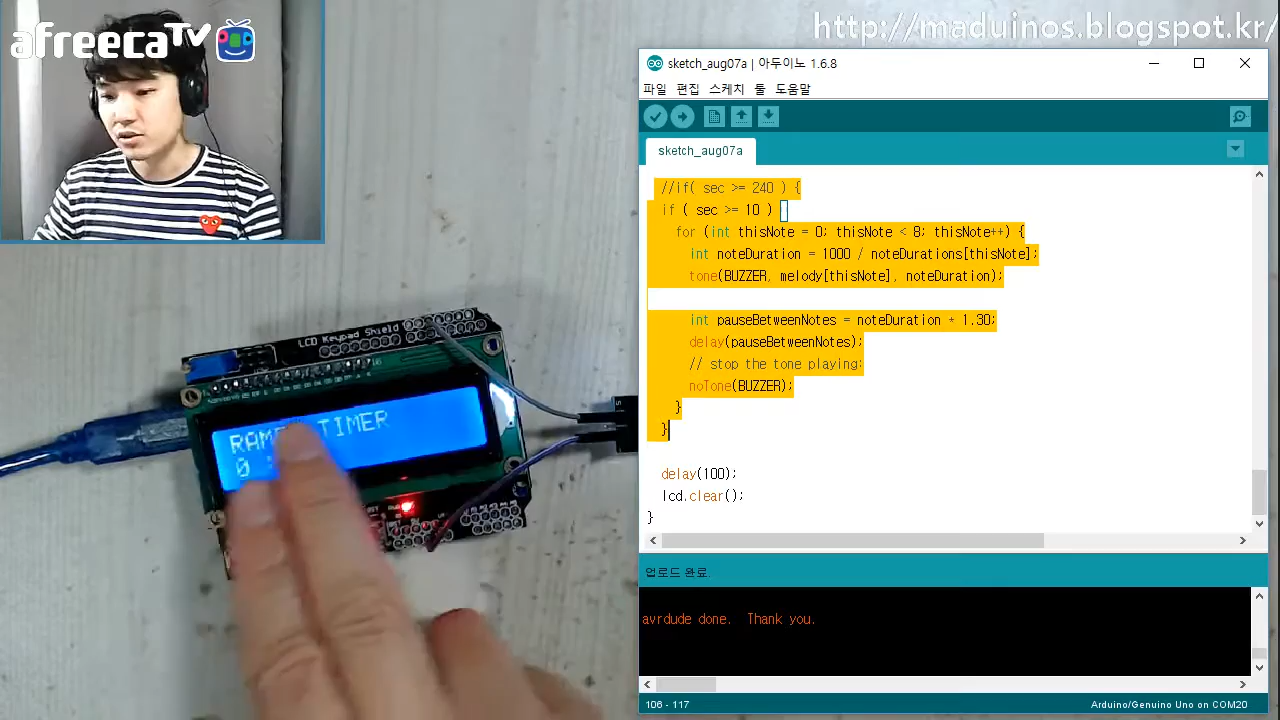 afreecaTV
http://maduinos.blogspot.kr/
sketch_aug07a | 아두이노 1.6.8
파일 편집 스케치 툴 도움말
sketch_aug07a
//if( sec >= 240 ) {
if ( sec >= 10 ) {
for (int thisNote = 0; thisNote < 8; thisNote++) {
int noteDuration = 1000 / noteDurations[thisNote];
tone(BUZZER, melody[thisNote], noteDuration);
int pauseBetweenNotes = noteDuration * 1.30;
delay(pauseBetweenNotes);
// stop the tone playing:
noTone(BUZZER);
}
}
delay(100);
lcd.clear();
}
업로드 완료.
avrdude done.  Thank you.
106 - 117
Arduino/Genuino Uno on COM20
LCD Keypad Shield
TIMER
0